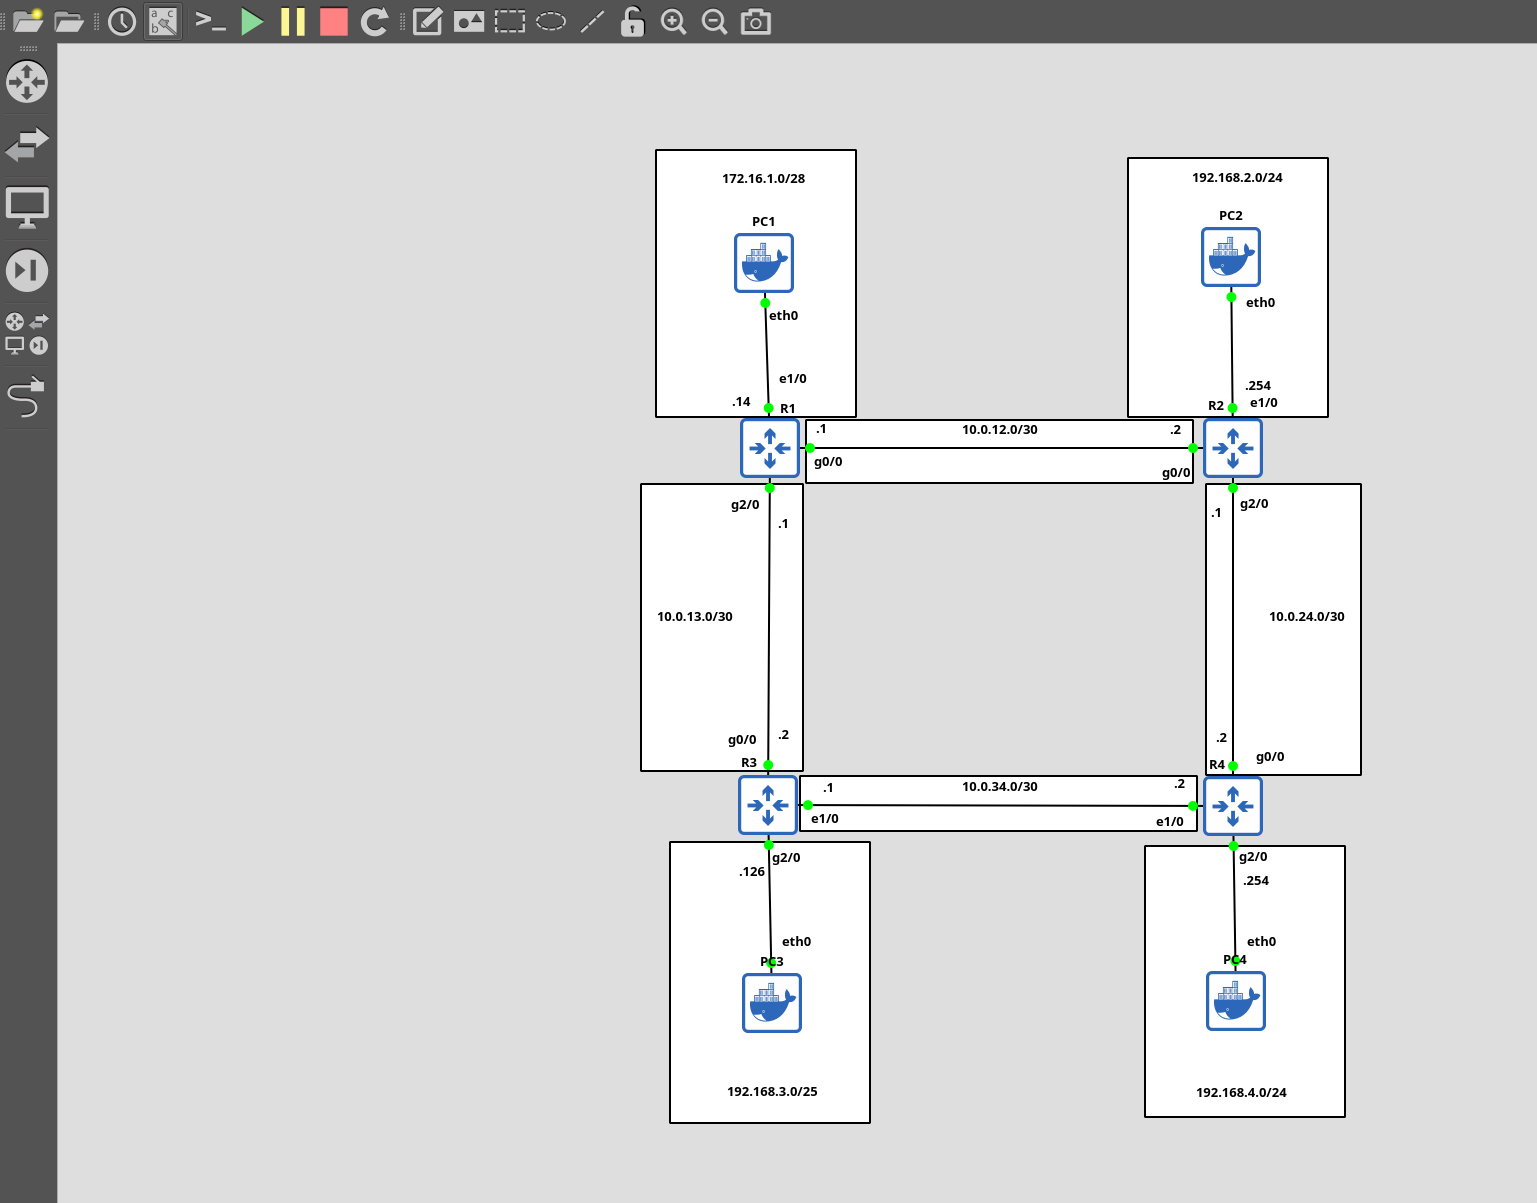 a c
b
>_
172.16.1.0/28
192.168.2.0/24
PC1
PC2
eth0
eth0
e1/0
.254
.14
R1
R2
e1/0
.1
10.0.12.0/30
.2
g0/0
g0/0
g2/0
g2/0
.1
.1
10.0.13.0/30
10.0.24.0/30
g0/0
.2
.2
g0/0
R3
R4
.1
10.0.34.0/30
.2
e1/0
e1/0
g2/0
g2/0
.126
.254
eth0
eth0
PC3
PC4
192.168.3.0/25
192.168.4.0/24